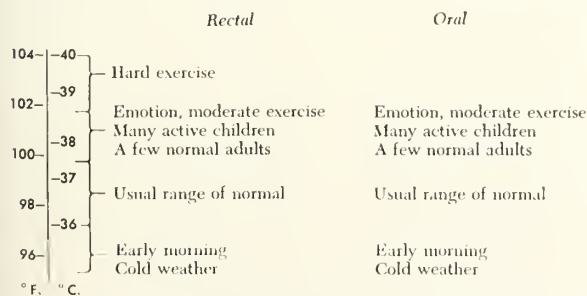 Rectal Oral
104 40
Hard exercise
39
102
Emotion, moderate exercise Emotion, moderate exercise
Many active children Many active children
38
A few normal adults A few normal adults
100
37
Usual range of normal Usual range of normal
98
36
Early morning Early morning
96
Cold weather Cold weather
°F. °C.